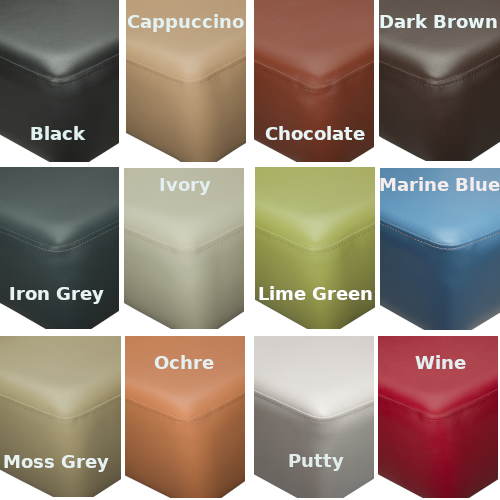 Black
Cappuccino
Chocolate
Dark Brown
Iron Grey
Ivory
Lime Green
Marine Blue
Moss Grey
Ochre
Putty
Wine